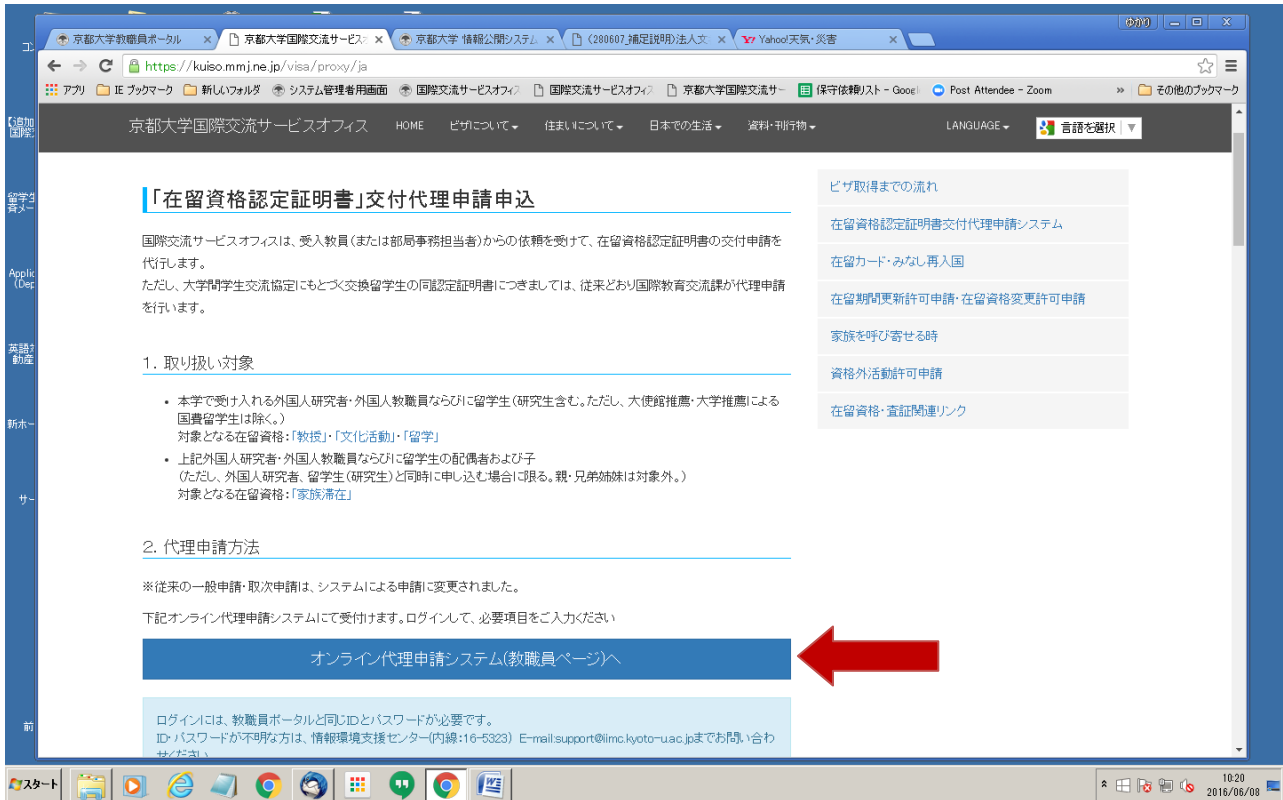 ゆかり
京都大学教職員ポータル
京都大学国際交流サービス
京都大学 情報公開システム
(280607_補足説明)法人文
Yahoo!天気・災害
https://kuiso.mmj.ne.jp/visa/proxy/ja
アプリ
IE ブックマーク
新しいフォルダ
システム管理者用画面
国際交流サービスオフィス
国際交流サービスオフィス
京都大学国際交流サー
保守依頼リスト - Googl
Post Attendee - Zoom
»
その他のブックマーク
京都大学国際交流サービスオフィス
HOME
ビザについて
住まいについて
日本での生活
資料・刊行物
LANGUAGE
言語を選択
「在留資格認定証明書」交付代理申請申込
国際交流サービスオフィスは、受入教員(または部局事務担当者)からの依頼を受けて、在留資格認定証明書の交付申請を
代行します。
ただし、大学間学生交流協定にもとづく交換留学生の同認定証明書につきましては、従来どおり国際教育交流課が代理申請
を行います。
1. 取り扱い対象
• 本学で受け入れる外国人研究者・外国人教職員ならびに留学生(研究生含む。ただし、大使館推薦・大学推薦による
国費留学生は除く。)
対象となる在留資格:「教授」・「文化活動」・「留学」
• 上記外国人研究者・外国人教職員ならびに留学生の配偶者および子
(ただし、外国人研究者、留学生(研究生)と同時に申し込む場合に限る。親・兄弟姉妹は対象外。)
対象となる在留資格:「家族滞在」
2. 代理申請方法
※従来の一般申請・取次申請は、システムによる申請に変更されました。
下記オンライン代理申請システムにて受付けます。ログインして、必要項目をご入力ください
オンライン代理申請システム(教職員ページ)へ
ログインには、教職員ポータルと同じIDとパスワードが必要です。
ID・パスワードが不明な方は、情報環境支援センター(内線:16-5323) E-mail:support@iimc.kyoto-u.ac.jpまでお問い合わ
せください
ビザ取得までの流れ
在留資格認定証明書交付代理申請システム
在留カード・みなし再入国
在留期間更新許可申請・在留資格変更許可申請
家族を呼び寄せる時
資格外活動許可申請
在留資格・査証関連リンク
コン
【追加
国際
留学生
Applic
(Dep
英語
動産
新ホー
サー
前
スタート
10:20
2016/06/08